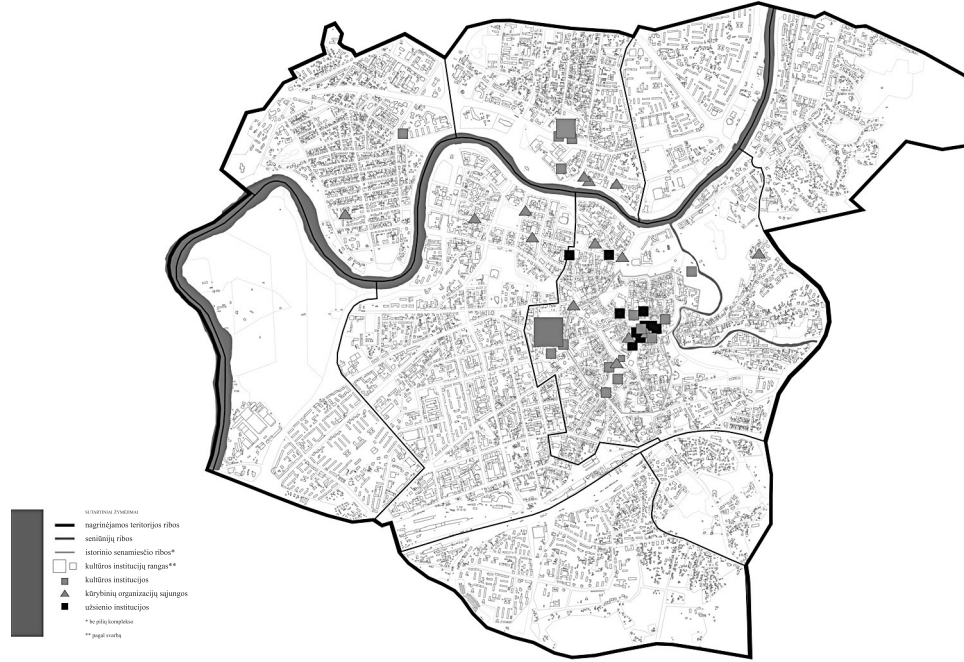 SUTARTINIAI ŽYMĖJIMAI
nagrinėjamos teritorijos ribos
seniūnijų ribos
istorinio senamiesčio ribos*
kultūros institucijų rangas**
kultūros institucijos
kūrybinių organizacijų sąjungos
užsienio institucijos
* be pilių komplekso
** pagal svarbą